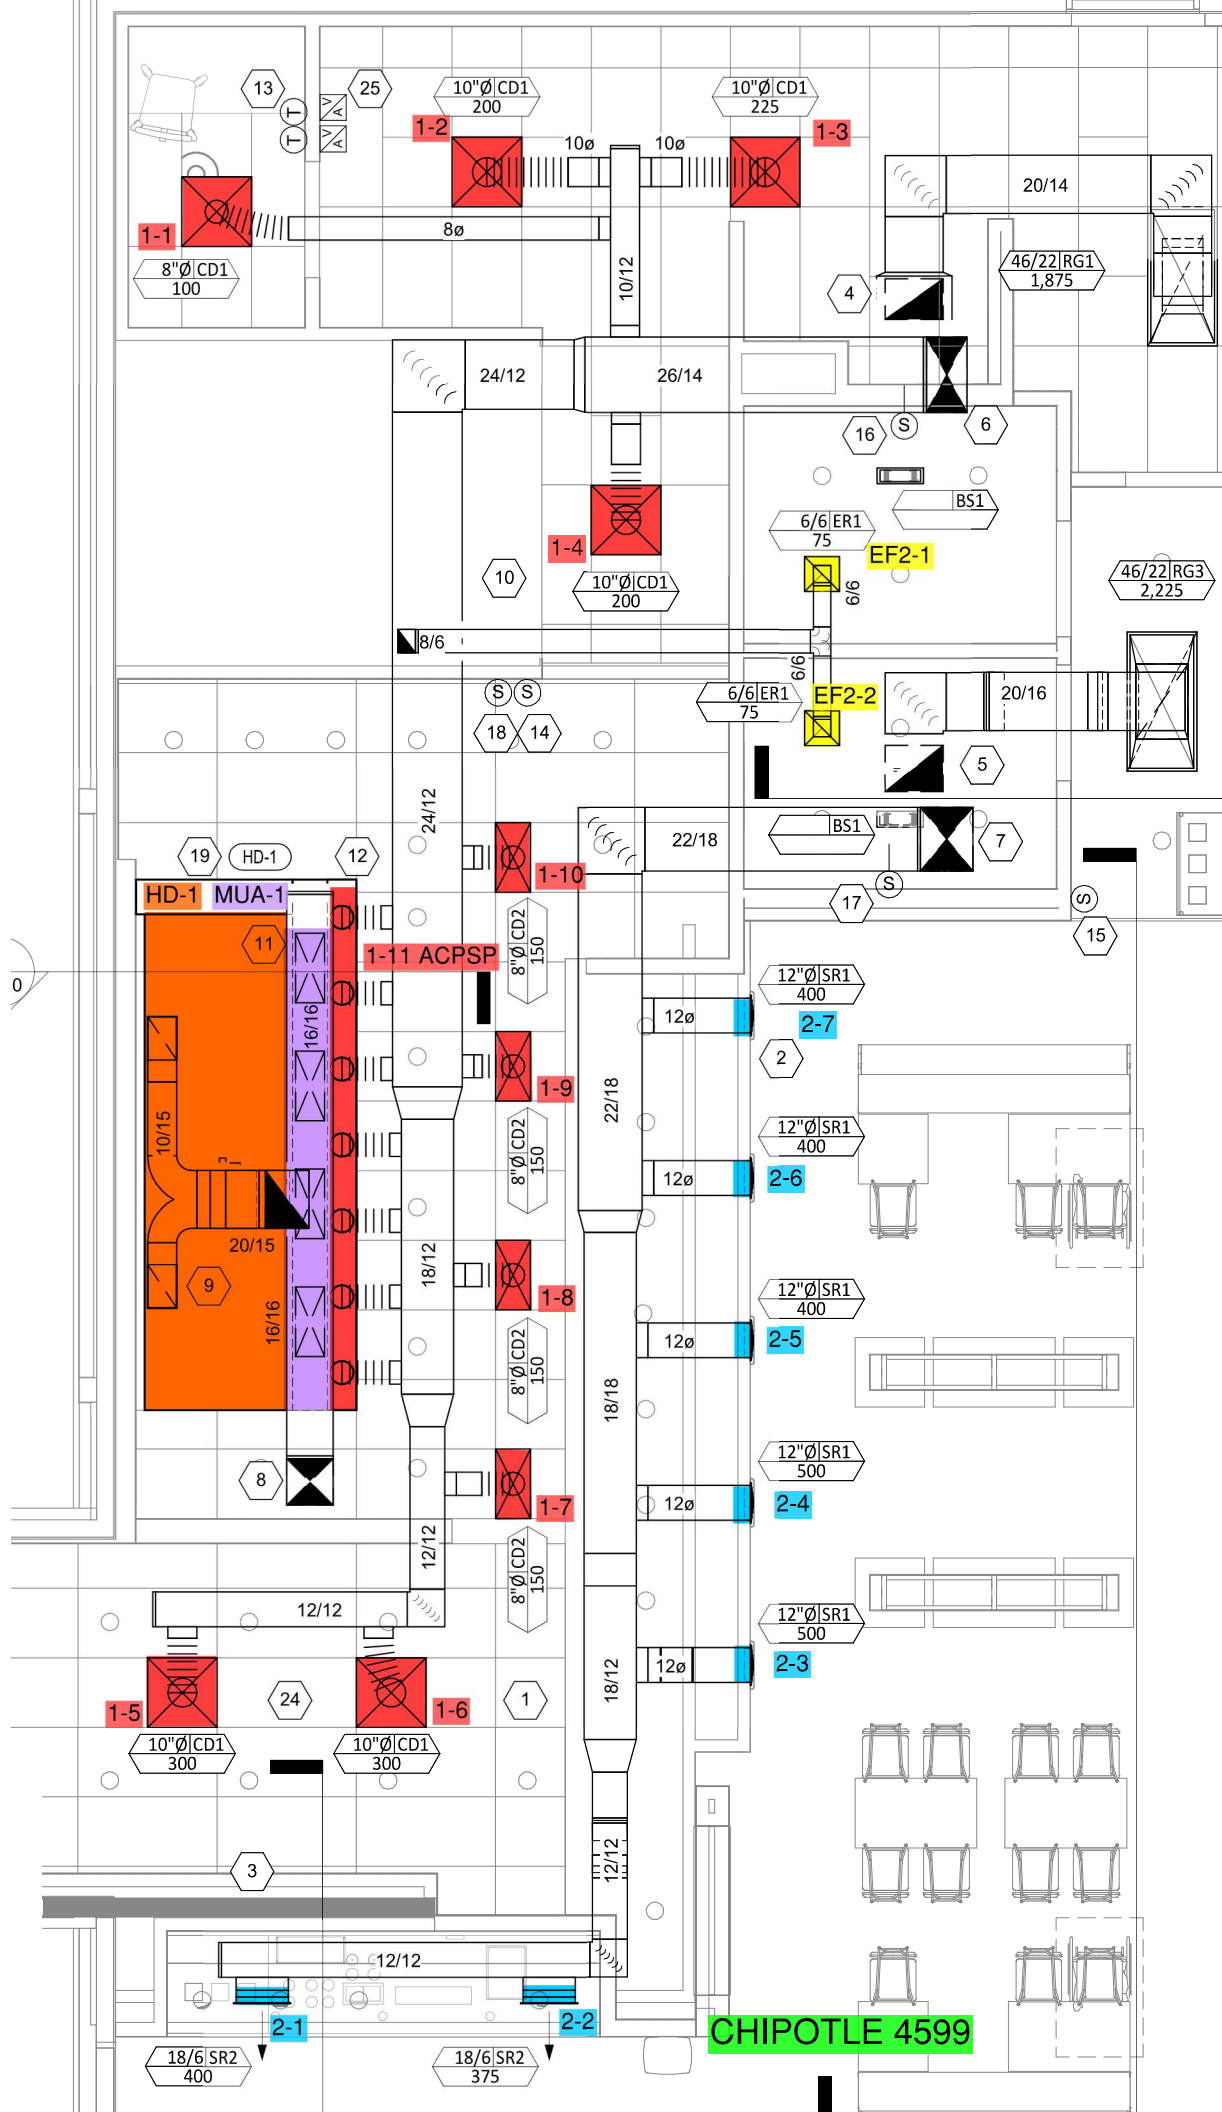 13
25
T
T
V
A
V
A
10"Ø CD1
200
10"Ø CD1
225
1-2
1-3
10ø
10ø
20/14
1-1
8ø
8"Ø CD1
100
10/12
46/22 RG1
1,875
4
24/12
26/14
16
S
6
BS1
6/6 ER1
75
EF2-1
1-4
10
10"Ø CD1
200
6/6
46/22 RG3
2,225
8/6
6/6
6/6 ER1
75
EF2-2
20/16
S
S
18
14
5
24/12
22/18
BS1
7
19
HD-1
12
1-10
S
17
S
15
HD-1
MUA-1
11
1-11 ACPSP
8"Ø CD2
150
12"Ø SR1
400
2-7
0
16/16
12ø
2
1-9
22/18
10/15
8"Ø CD2
150
12"Ø SR1
400
12ø
2-6
20/15
18/12
9
1-8
12"Ø SR1
400
16/16
12ø
2-5
8"Ø CD2
150
18/18
12"Ø SR1
500
8
1-7
12ø
2-4
12/12
8"Ø CD2
150
12/12
12"Ø SR1
500
12ø
2-3
18/12
1-5
24
1-6
1
10"Ø CD1
300
10"Ø CD1
300
3
12/12
12/12
2-1
2-2
CHIPOTLE 4599
18/6 SR2
400
18/6 SR2
375